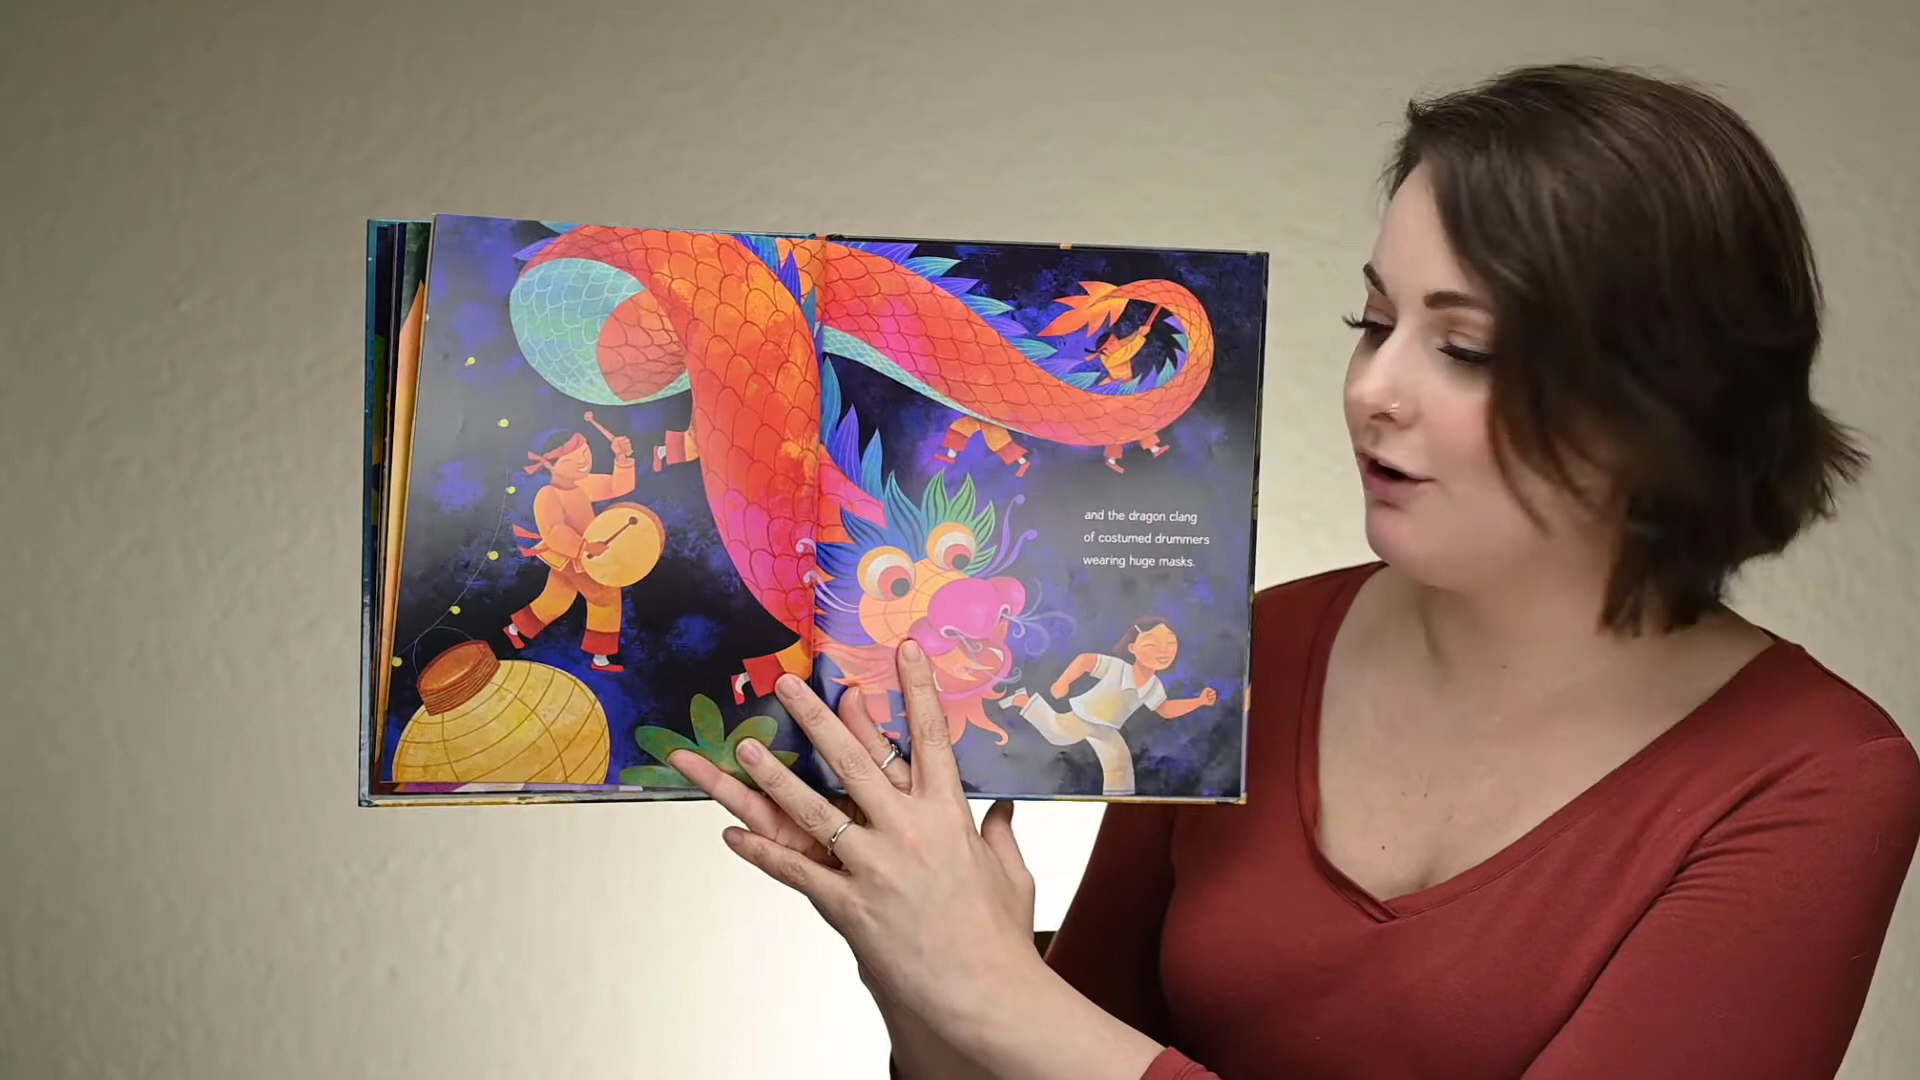 and the dragon clang
of costumed drummers
wearing huge masks.